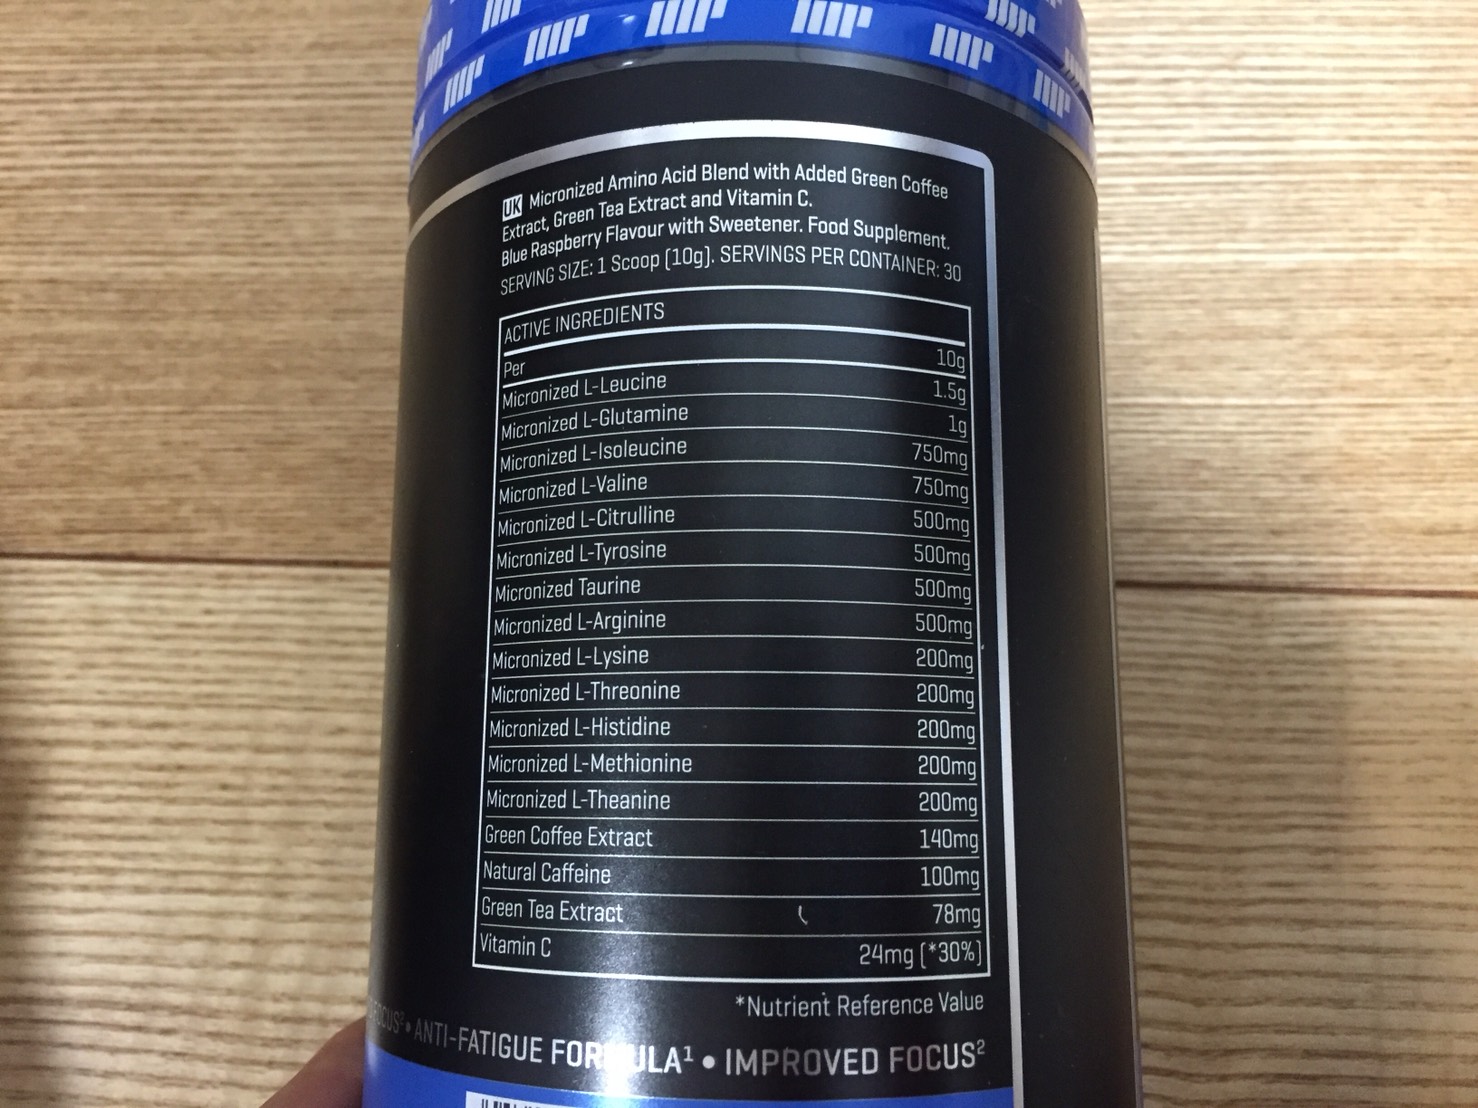 UK Micronized Amino Acid Blend with Added Green Coffee
Extract, Green Tea Extract and Vitamin C.
Blue Raspberry Flavour with Sweetener. Food Supplement.
SERVING SIZE: 1 Scoop (10g). SERVINGS PER CONTAINER: 30
ACTIVE INGREDIENTS
Per 10g
Micronized L-Leucine 1.5g
Micronized L-Glutamine 1g
Micronized L-Isoleucine 750mg
Micronized L-Valine 750mg
Micronized L-Citrulline 500mg
Micronized L-Tyrosine 500mg
Micronized Taurine 500mg
Micronized L-Arginine 500mg
Micronized L-Lysine 200mg
Micronized L-Threonine 200mg
Micronized L-Histidine 200mg
Micronized L-Methionine 200mg
Micronized L-Theanine 200mg
Green Coffee Extract 140mg
Natural Caffeine 100mg
Green Tea Extract 78mg
Vitamin C 24mg (*30%)
*Nutrient Reference Value
• ANTI-FATIGUE FORMULA¹ • IMPROVED FOCUS²